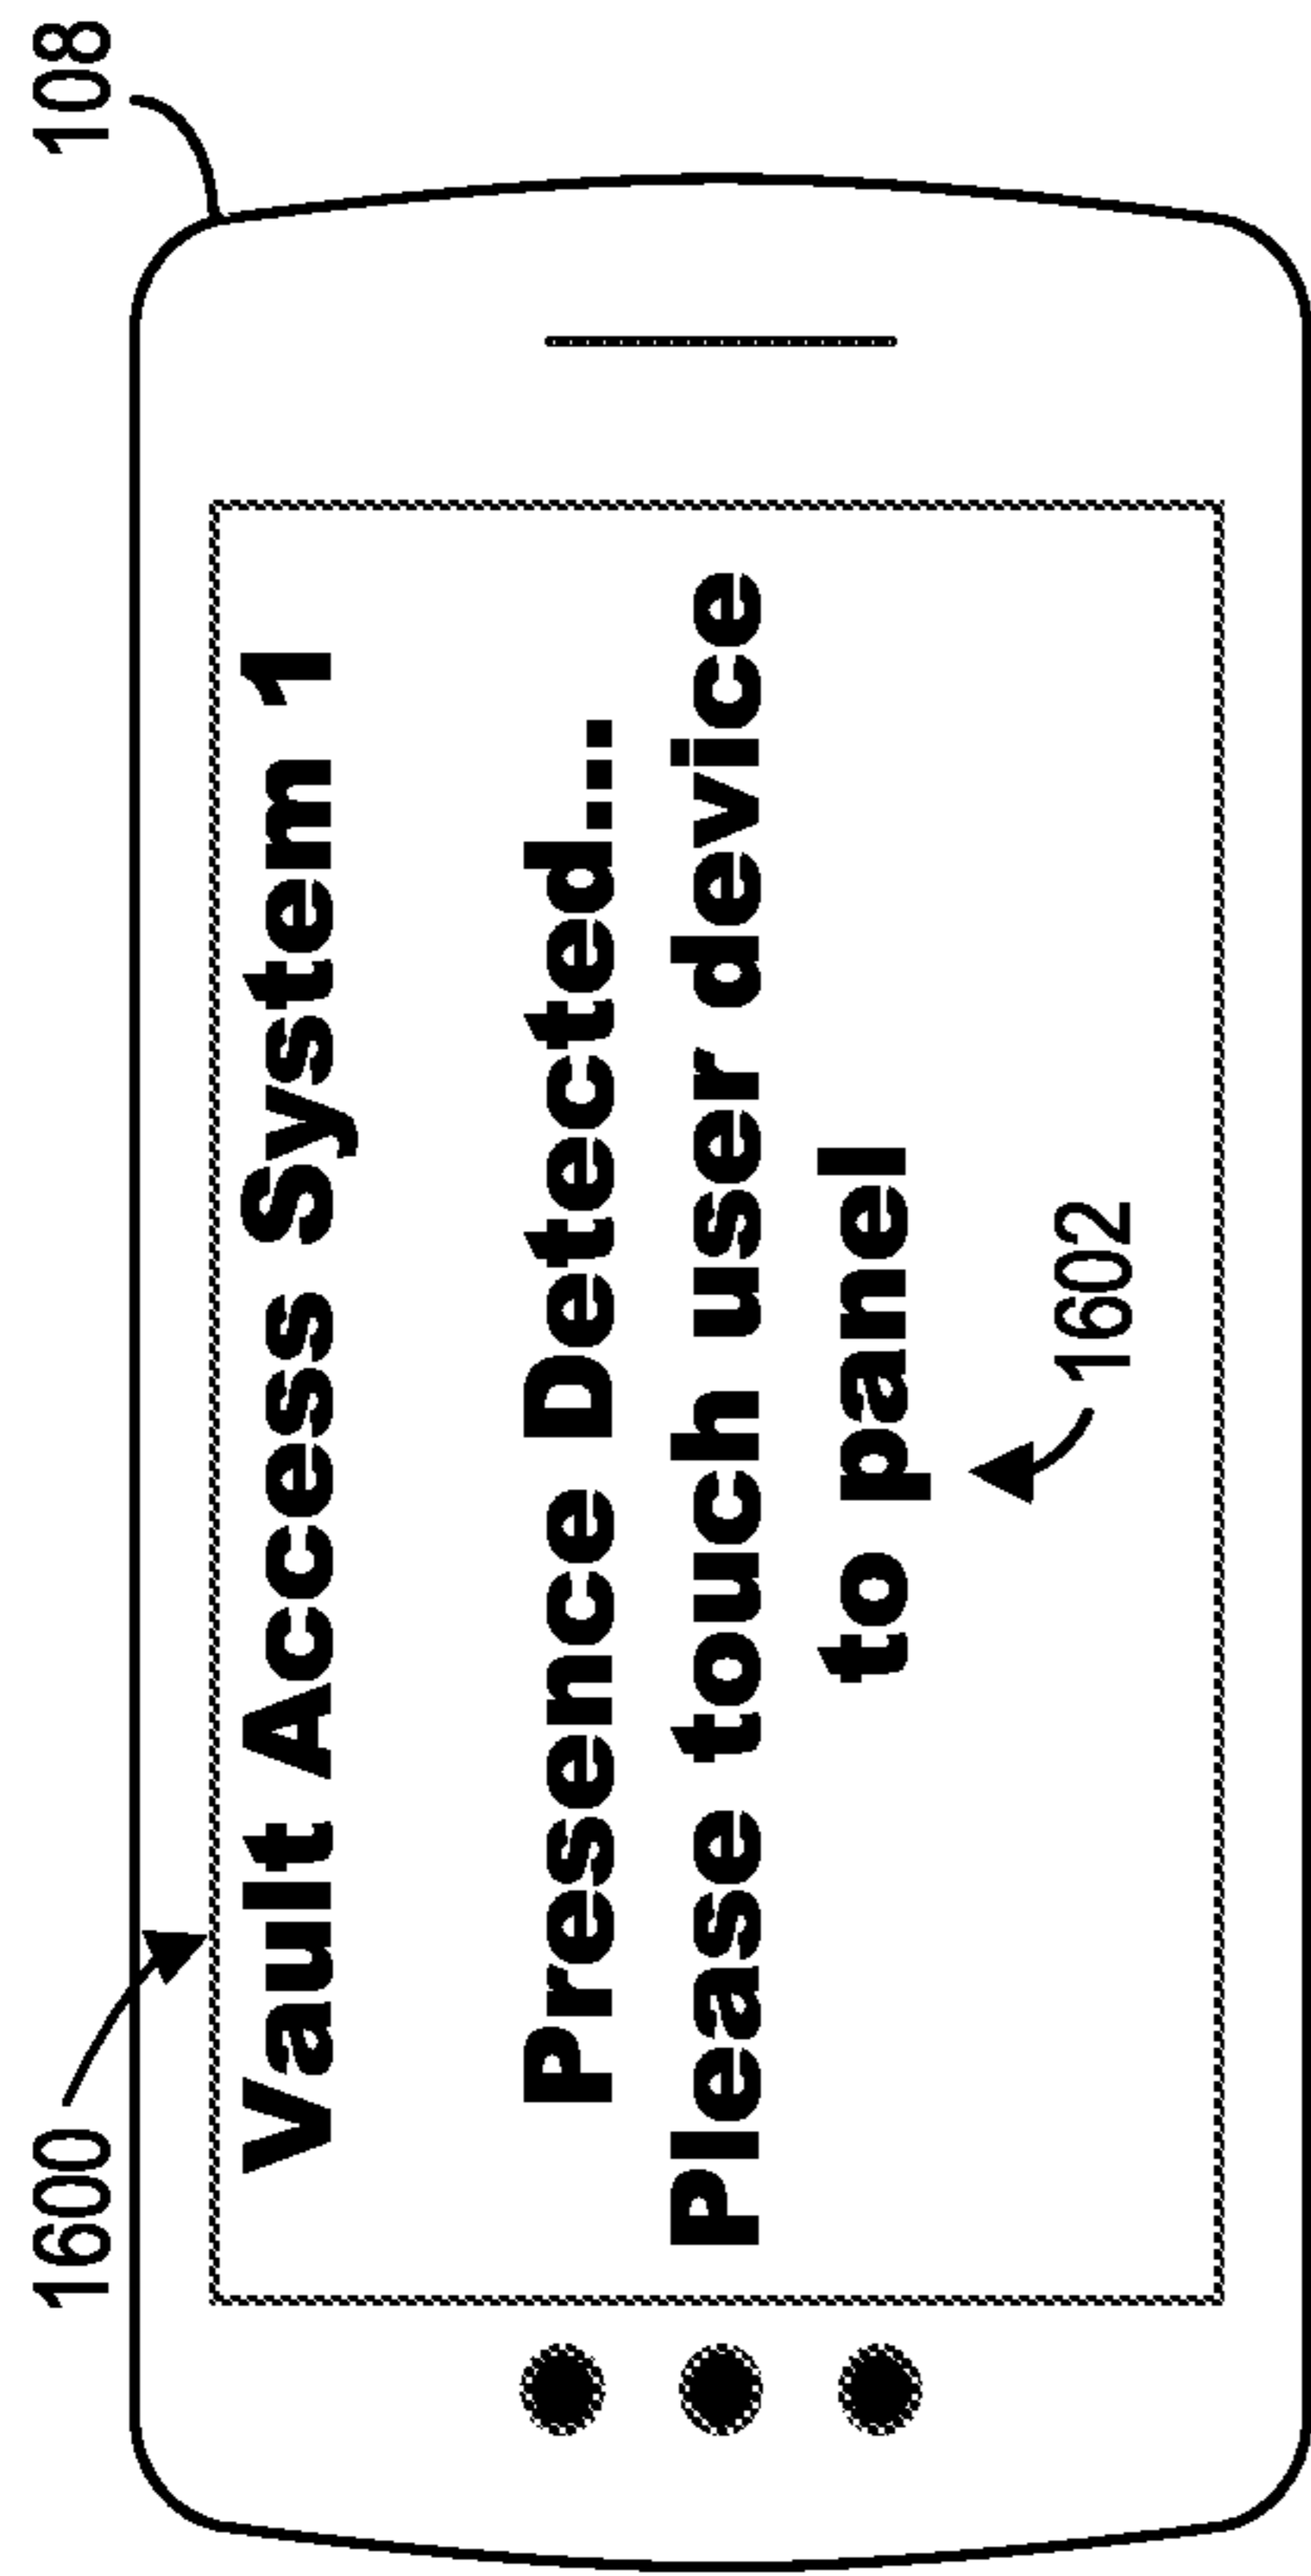 1600
108
Vault Access System 1
Presence Detected...
Please touch user device
to panel
1602